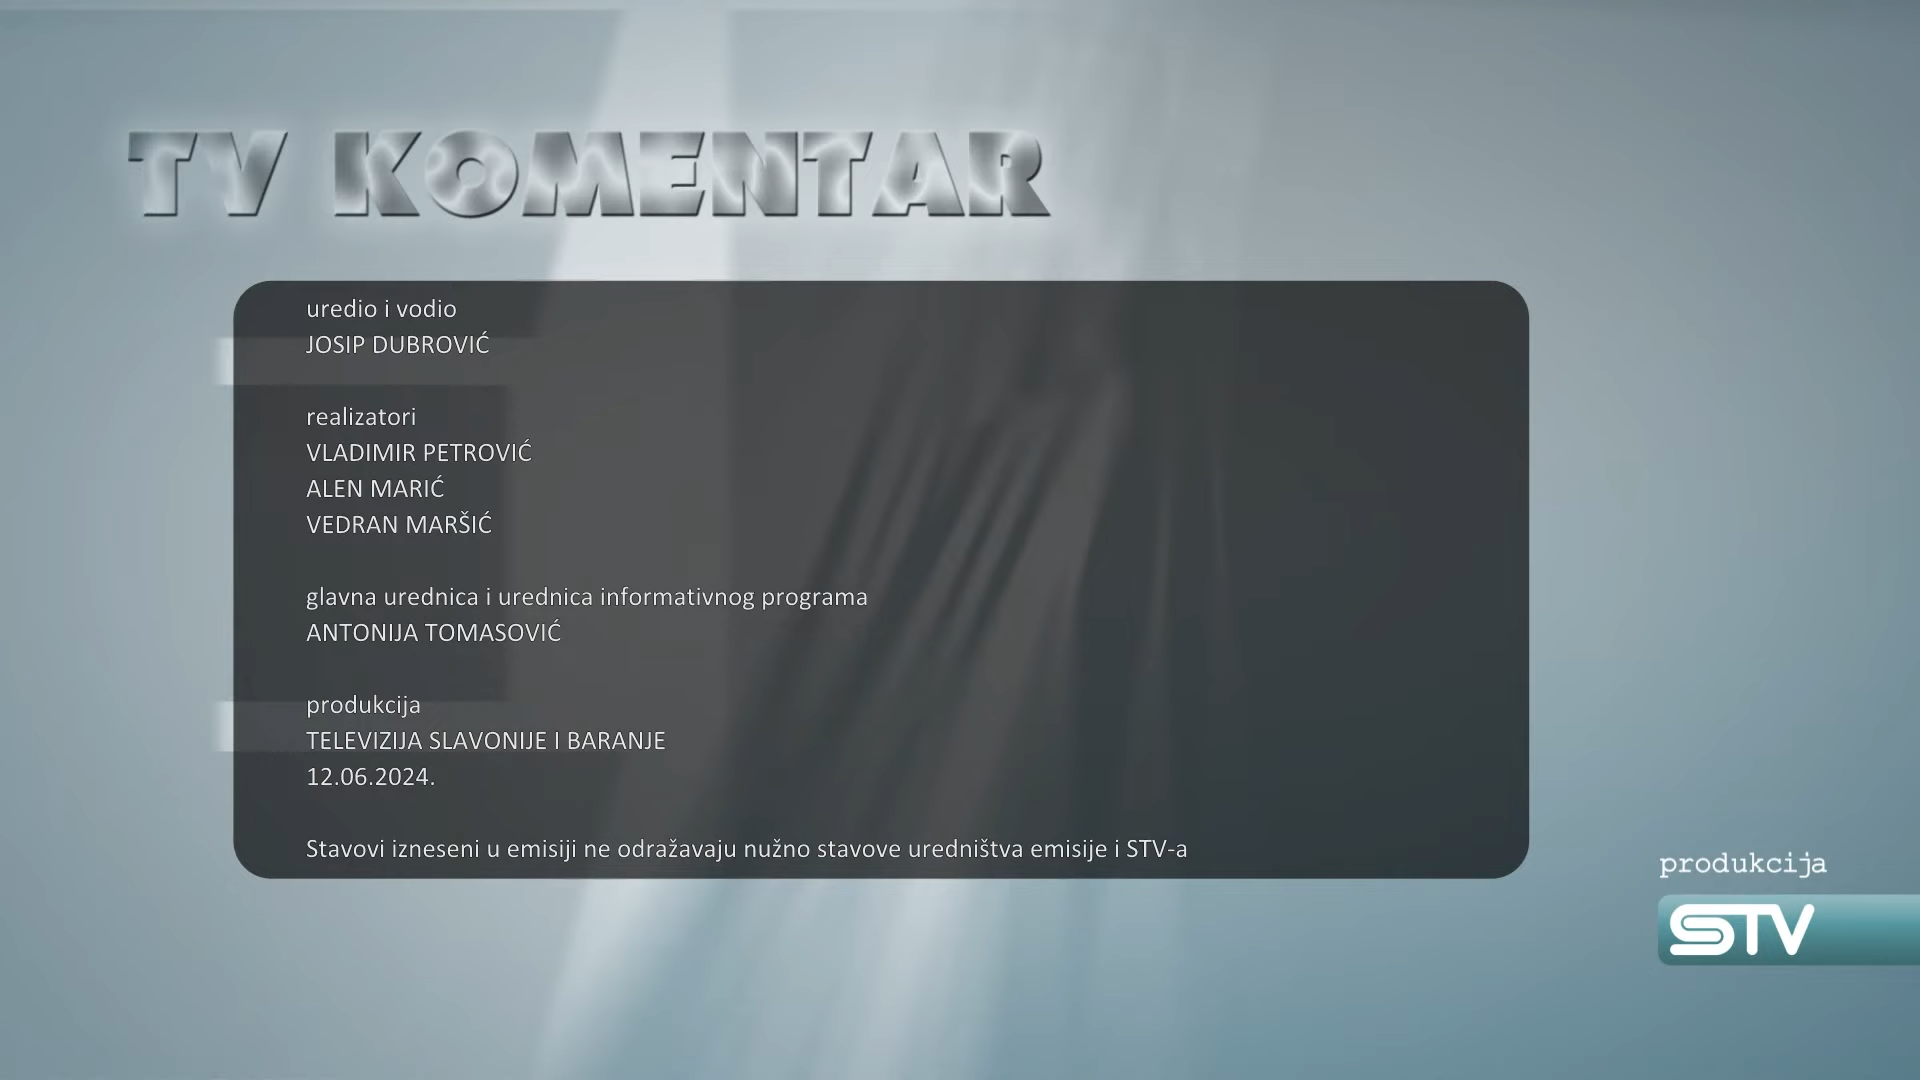 TV KOMENTAR
uredio i vodio
JOSIP DUBROVIĆ
realizatori
VLADIMIR PETROVIĆ
ALEN MARIĆ
VEDRAN MARŠIĆ
glavna urednica i urednica informativnog programa
ANTONIJA TOMASOVIĆ
produkcija
TELEVIZIJA SLAVONIJE I BARANJE
12.06.2024.
Stavovi izneseni u emisiji ne odražavaju nužno stavove uredništva emisije i STV-a
produkcija
STV